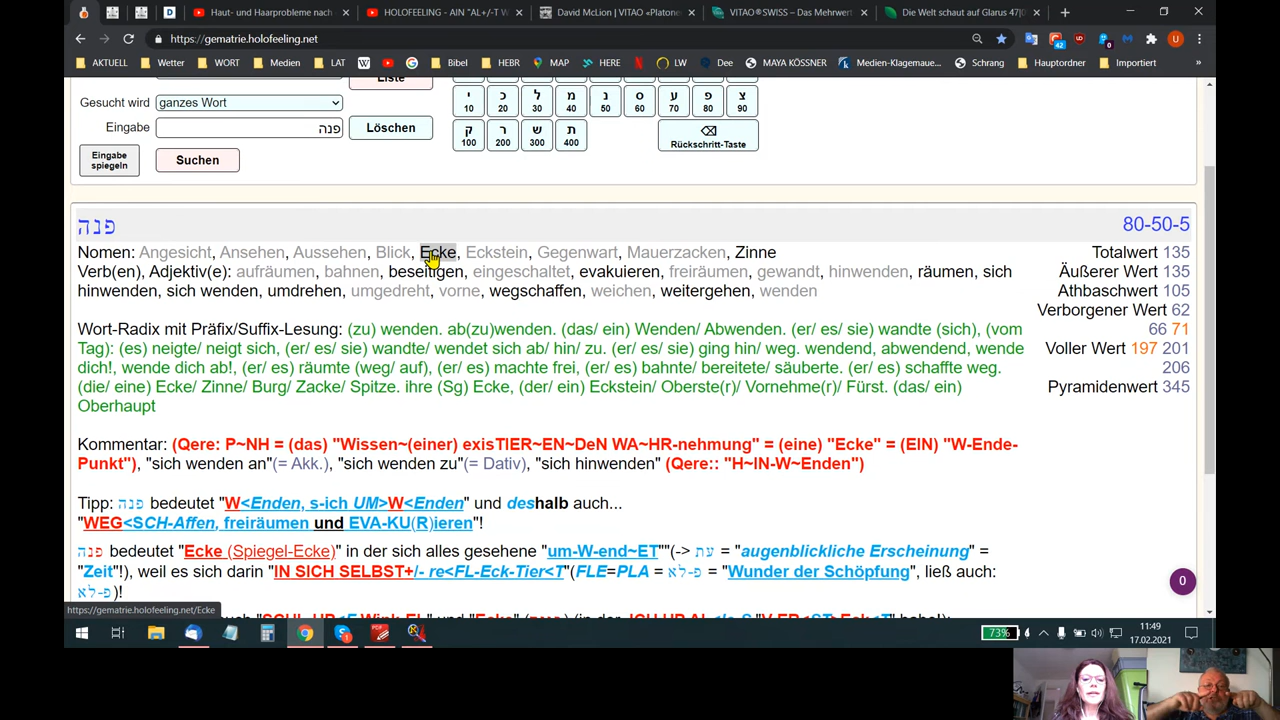 Haut- und Haarprobleme nach
HOLOFEELING - AIN "AL+/-T W
David McLion | VITAO «Platone
VITAO®SWISS – Das Mehrwert
Die Welt schaut auf Glarus 47|0
https://gematrie.holofeeling.net
AKTUELL Wetter WORT Medien LAT Bibel HEBR MAP HERE LW Dee MAYA KÖSSNER Medien-Klagemaue... Schrang Hauptordner Importiert
Liste
Gesucht wird ganzes Wort
Eingabe פנה Löschen
Eingabe spiegeln Suchen
י 10 כ 20 ל 30 מ 40 נ 50 ס 60 ע 70 פ 80 צ 90
ק 100 ר 200 ש 300 ת 400 Rückschritt-Taste
פנה 80-50-5
Nomen: Angesicht, Ansehen, Aussehen, Blick, Ecke, Eckstein, Gegenwart, Mauerzacken, Zinne
Verb(en), Adjektiv(e): aufräumen, bahnen, beseitigen, eingeschaltet, evakuieren, freiräumen, gewandt, hinwenden, räumen, sich
hinwenden, sich wenden, umdrehen, umgedreht, vorne, wegschaffen, weichen, weitergehen, wenden
Totalwert 135
Äußerer Wert 135
Athbaschwert 105
Verborgener Wert 62
66 71
Voller Wert 197 201
206
Pyramidenwert 345
Wort-Radix mit Präfix/Suffix-Lesung: (zu) wenden. ab(zu)wenden. (das/ ein) Wenden/ Abwenden. (er/ es/ sie) wandte (sich), (vom
Tag): (es) neigte/ neigt sich, (er/ es/ sie) wandte/ wendet sich ab/ hin/ zu. (er/ es/ sie) ging hin/ weg. wendend, abwendend, wende
dich!, wende dich ab!, (er/ es) räumte (weg/ auf), (er/ es) machte frei, (er/ es) bahnte/ bereitete/ säuberte. (er/ es) schaffte weg.
(die/ eine) Ecke/ Zinne/ Burg/ Zacke/ Spitze. ihre (Sg) Ecke, (der/ ein) Eckstein/ Oberste(r)/ Vornehme(r)/ Fürst. (das/ ein)
Oberhaupt
Kommentar: (Qere: P~NH = (das) "Wissen~(einer) exisTIER~EN~DeN WA~HR-nehmung" = (eine) "Ecke" = (EIN) "W-Ende-
Punkt"), "sich wenden an"(= Akk.), "sich wenden zu"(= Dativ), "sich hinwenden" (Qere:: "H~IN-W~Enden")
Tipp: פנה bedeutet "W<Enden, s-ich UM>W<Enden" und deshalb auch...
"WEG<SCH-Affen, freiräumen und EVA-KU(R)ieren"!
פנה bedeutet "Ecke (Spiegel-Ecke)" in der sich alles gesehene "um-W-end~ET""(-> עת = "augenblickliche Erscheinung" =
"Zeit"!), weil es sich darin "IN SICH SELBST+/- re<FL-Eck-Tier<T"(FLE=PLA = פ-לא = "Wunder der Schöpfung", ließ auch:
פ-לא)!
https://gematrie.holofeeling.net/Ecke
0
73%
11:49
17.02.2021